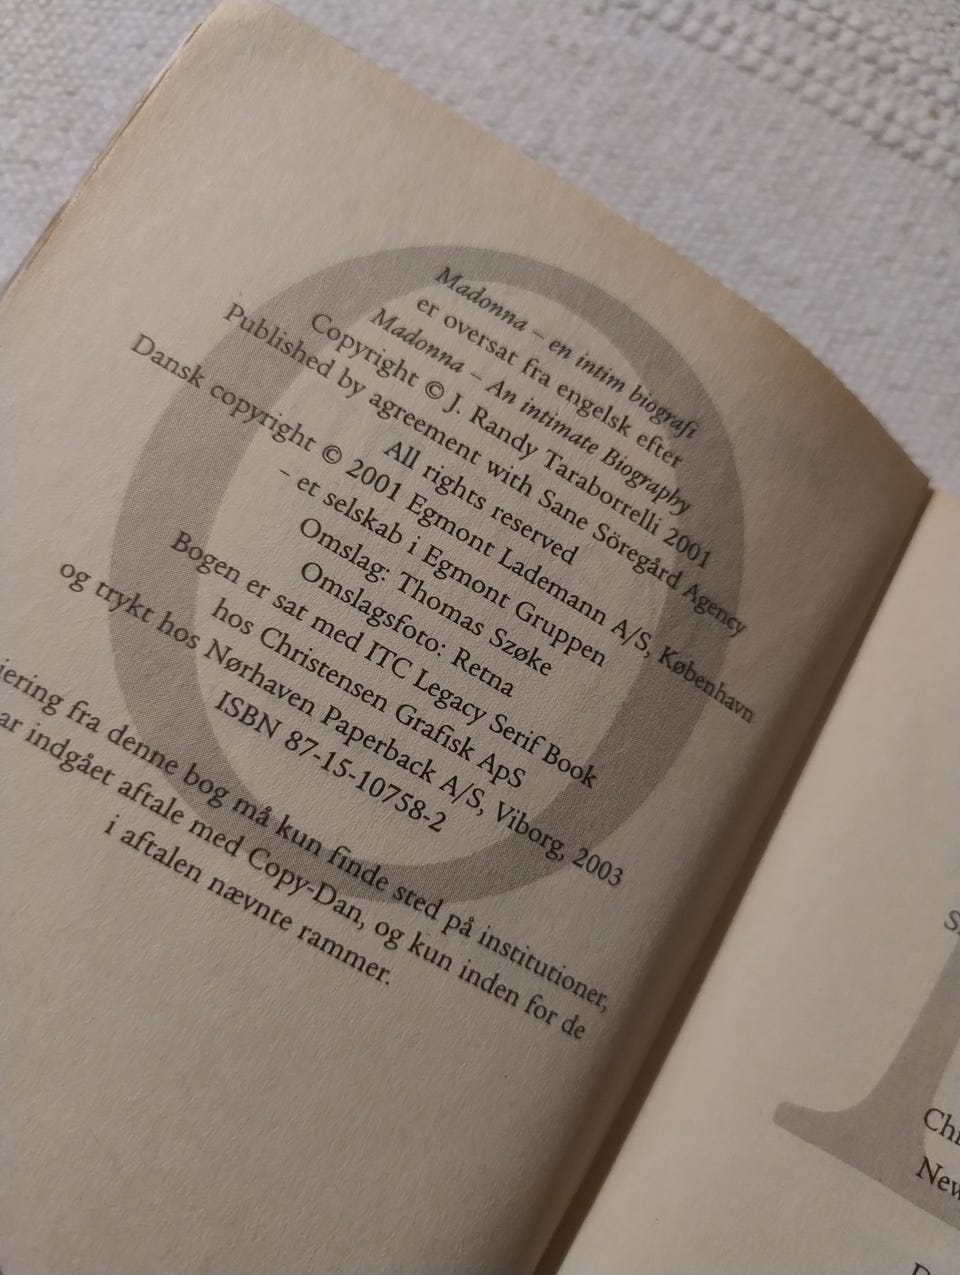 Madonna – en intim biografi
er oversat fra engelsk efter
Madonna – An intimate Biography
Copyright © J. Randy Taraborrelli 2001
Published by agreement with Sane Söregård Agency
All rights reserved
Dansk copyright © 2001 Egmont Lademann A/S, København
– et selskab i Egmont Gruppen
Omslag: Thomas Szøke
Omslagsfoto: Retna
Bogen er sat med ITC Legacy Serif Book
hos Christensen Grafisk ApS
og trykt hos Nørhaven Paperback A/S, Viborg, 2003
ISBN 87-15-10758-2
fra denne bog må kun finde sted på institutioner,
indgået aftale med Copy-Dan, og kun inden for de
i aftalen nævnte rammer.